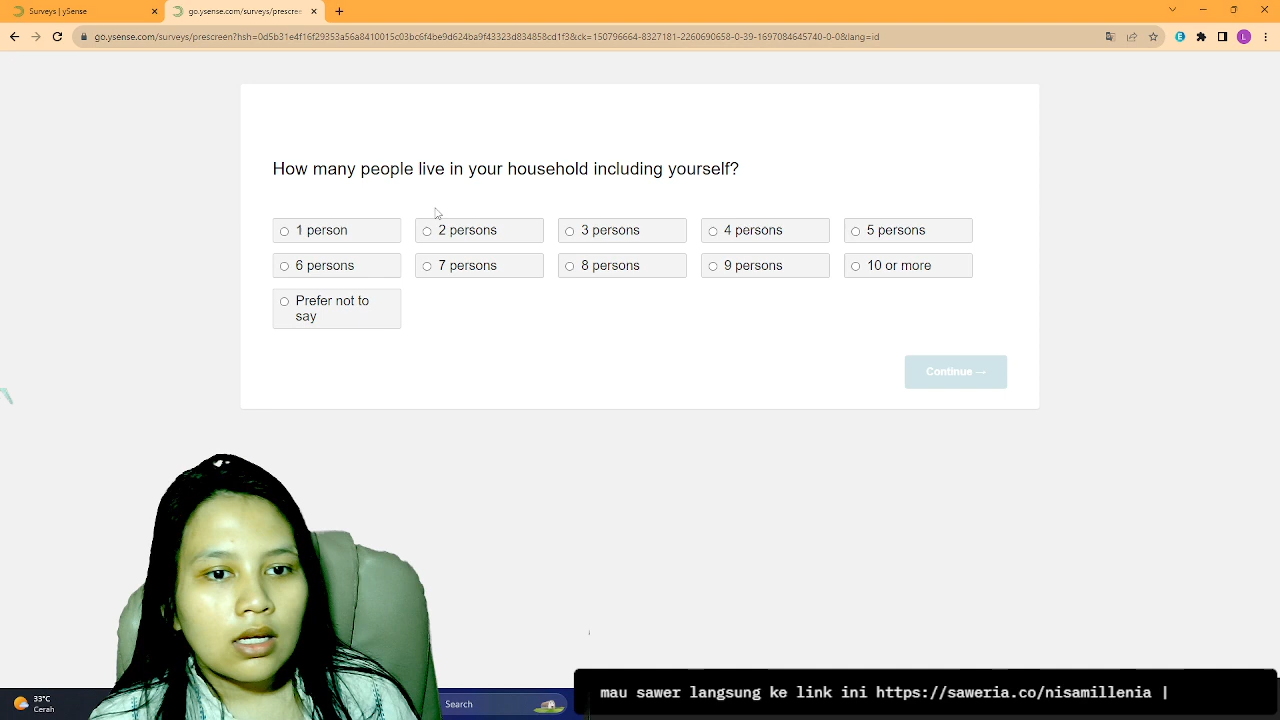 Surveys | ySense
go.ysense.com/surveys/prescree
go.ysense.com/surveys/prescreen?hsh=0d5b31e4f16f29353a56a8410015c03bc6f4be9d624ba9f43323d834858cd1f3&ck=150796664-8327181-2260690658-0-39-1697084645740-0-0&lang=id
E
L
How many people live in your household including yourself?
1 person
2 persons
3 persons
4 persons
5 persons
6 persons
7 persons
8 persons
9 persons
10 or more
Prefer not to
say
Continue →
mau sawer langsung ke link ini https://saweria.co/nisamillenia |
33°C
Cerah
Search